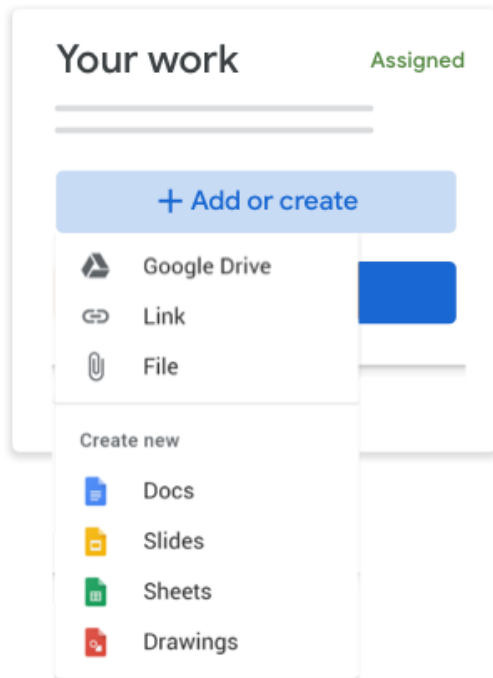 Your work
Assigned
+ Add or create
Google Drive
Link
File
Create new
Docs
Slides
Sheets
Drawings